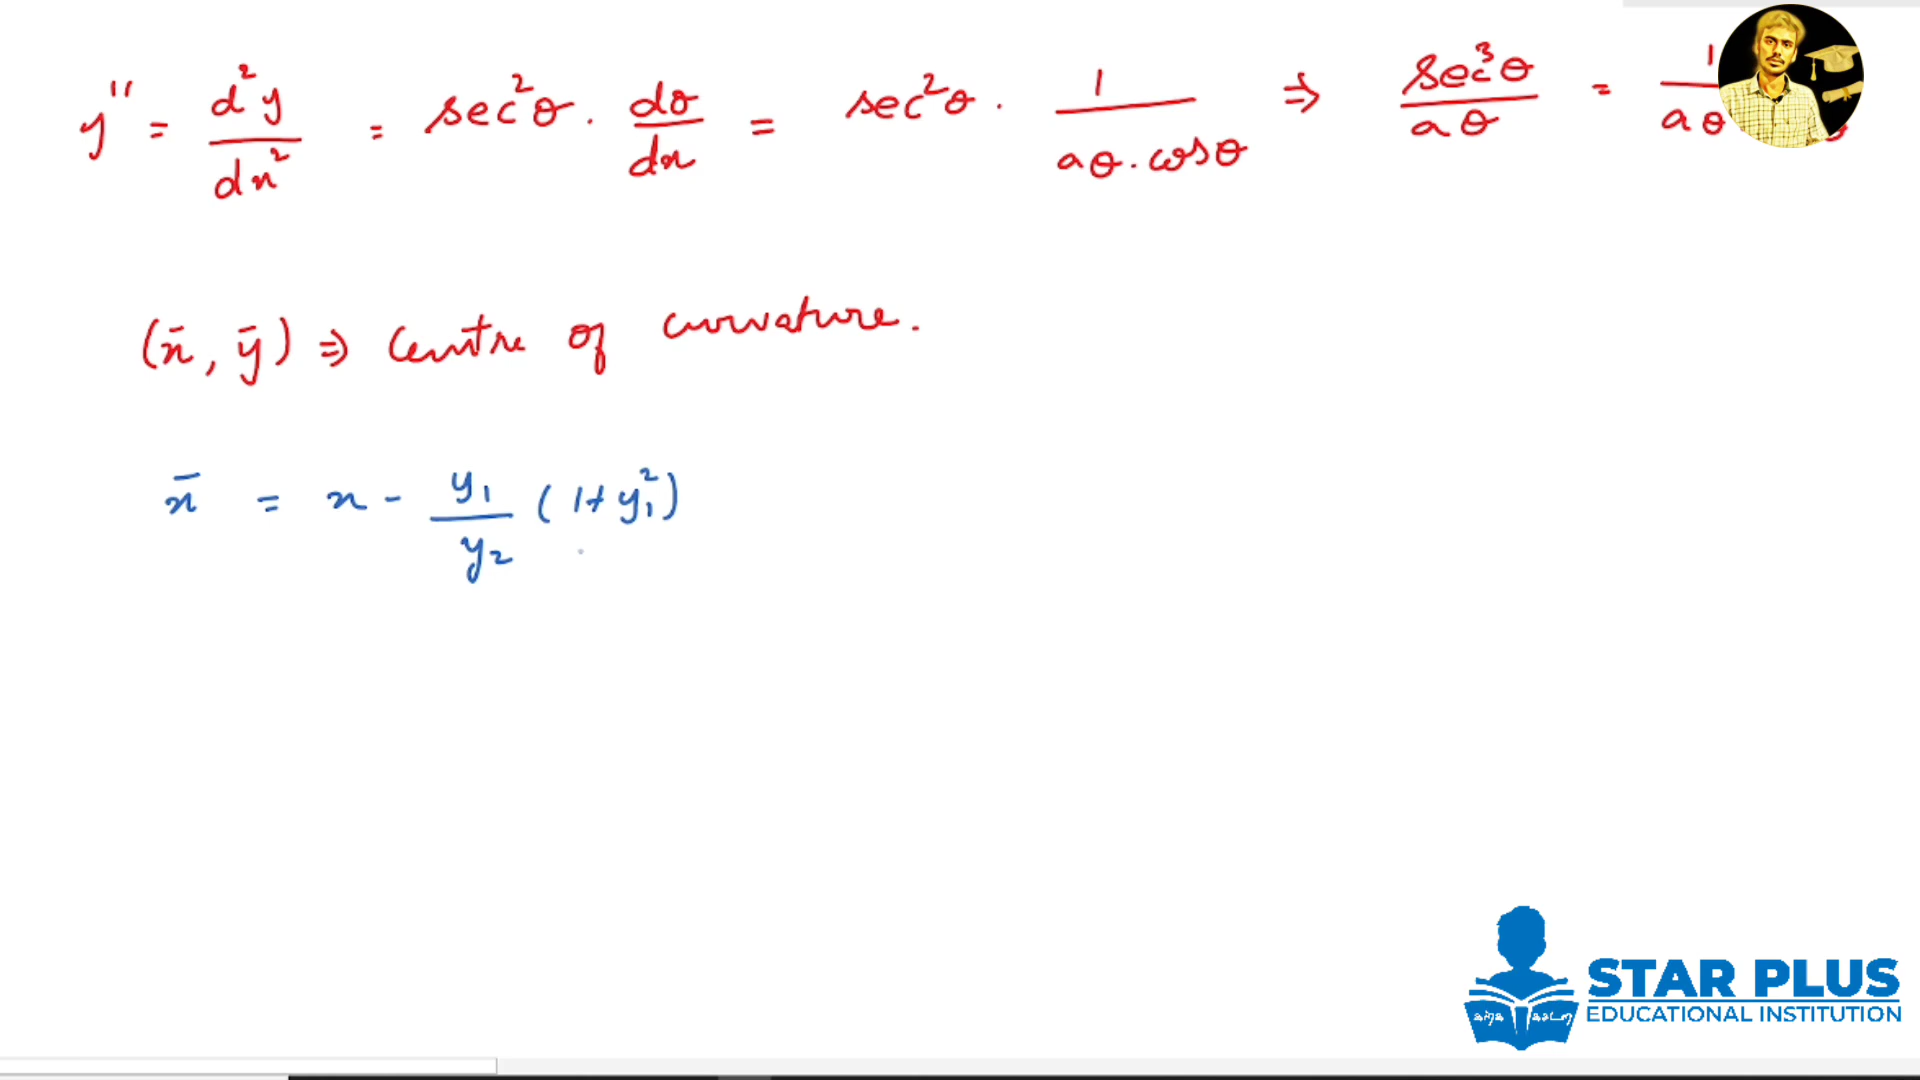 y'' = d²y/dx² = sec²θ · dθ/dx = sec²θ · 1/(aθ·cosθ) ⇒ sec³θ/aθ = 1/aθ
(x̄, ȳ) ⇒ Centre of curvature.
x̄ = x - y₁/y₂ (1+y₁²)
STAR PLUS
EDUCATIONAL INSTITUTION